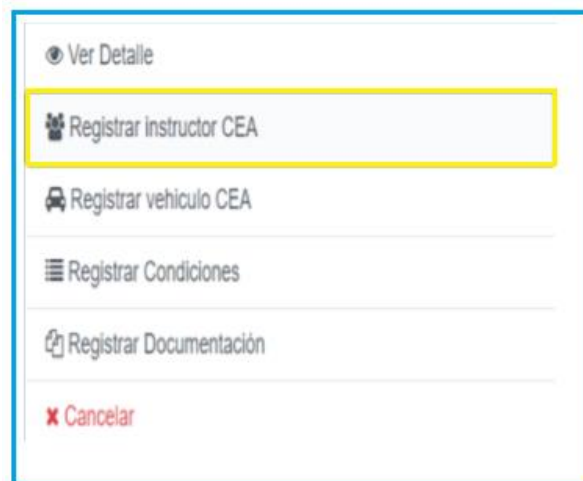 Ver Detalle
Registrar instructor CEA
Registrar vehiculo CEA
Registrar Condiciones
Registrar Documentación
Cancelar